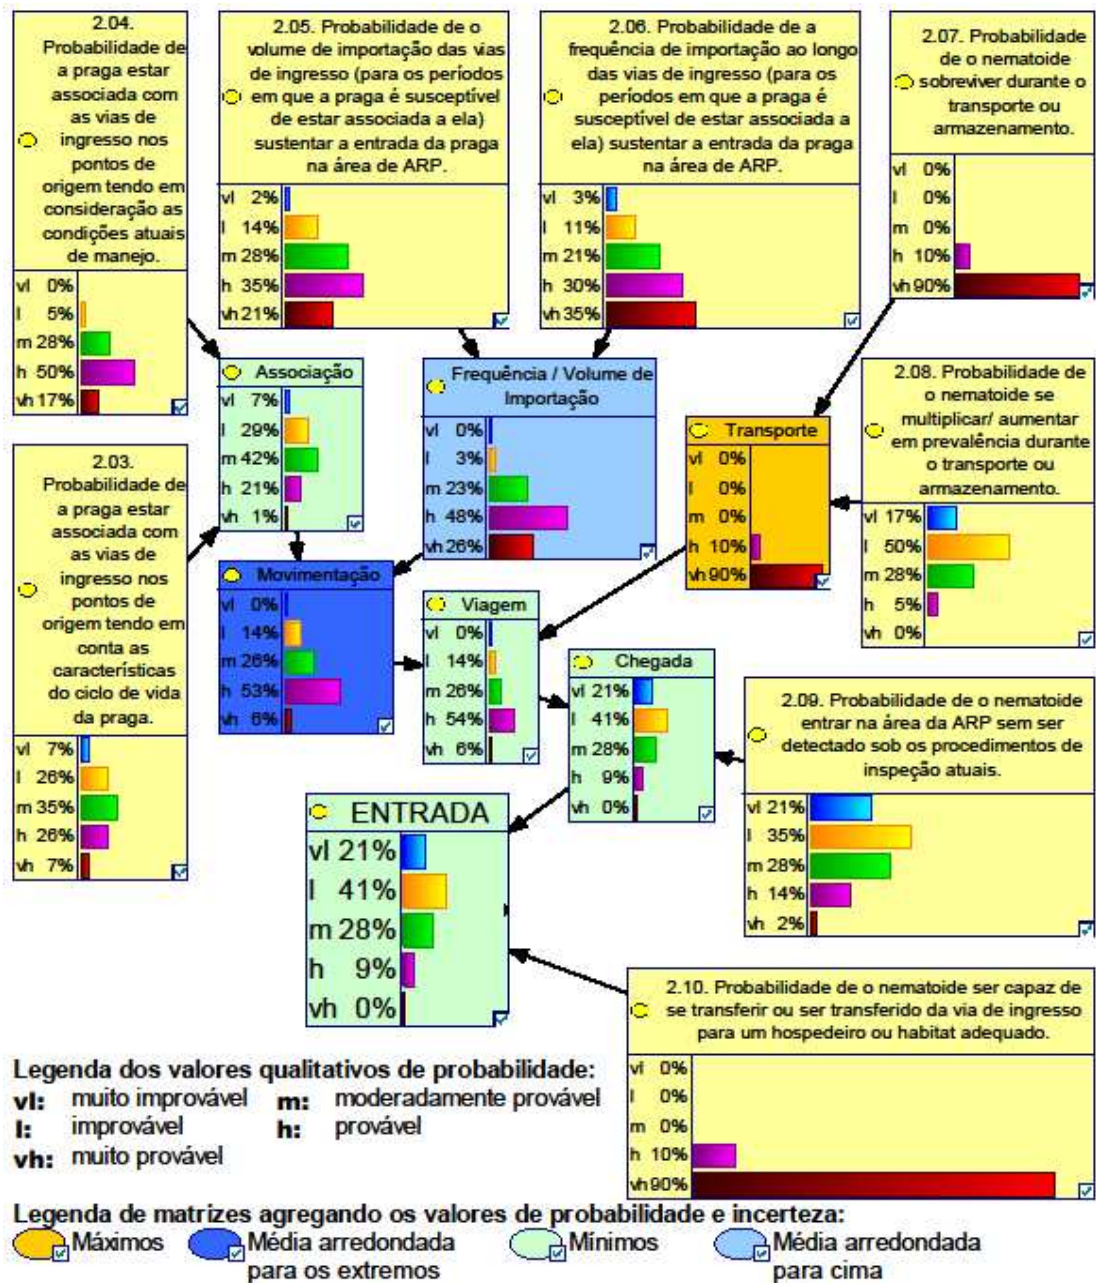 2.04.
Probabilidade de
a praga estar
associada com
as vias de
ingresso nos
pontos de
origem tendo em
consideração as
condições atuais
de manejo.
vl 0%
l 5%
m 28%
h 50%
vh 17%
2.05. Probabilidade de o
volume de importação das vias
de ingresso (para os períodos
em que a praga é susceptível
de estar associada a ela)
sustentar a entrada da praga
na área de ARP.
vl 2%
l 14%
m 28%
h 35%
vh 21%
2.06. Probabilidade de a
frequência de importação ao longo
das vias de ingresso (para os
períodos em que a praga é
susceptível de estar associada a
ela) sustentar a entrada da praga
na área de ARP.
vl 3%
l 11%
m 21%
h 30%
vh 35%
2.07. Probabilidade
de o nematoide
sobreviver durante o
transporte ou
armazenamento.
vl 0%
l 0%
m 0%
h 10%
vh 90%
Associação
vl 7%
l 29%
m 42%
h 21%
vh 1%
Frequência / Volume de
Importação
vl 0%
l 3%
m 23%
h 48%
vh 26%
Transporte
vl 0%
l 0%
m 0%
h 10%
vh 90%
2.08. Probabilidade de
o nematoide se
multiplicar/ aumentar
em prevalência durante
o transporte ou
armazenamento.
vl 17%
l 50%
m 28%
h 5%
vh 0%
2.03.
Probabilidade de
a praga estar
associada com
as vias de
ingresso nos
pontos de
origem tendo em
conta as
características
do ciclo de vida
da praga.
vl 7%
l 26%
m 35%
h 26%
vh 7%
Movimentação
vl 0%
l 14%
m 26%
h 53%
vh 6%
Viagem
vl 0%
l 14%
m 26%
h 54%
vh 6%
Chegada
vl 21%
l 41%
m 28%
h 9%
vh 0%
2.09. Probabilidade de o nematoide
entrar na área da ARP sem ser
detectado sob os procedimentos de
inspeção atuais.
vl 21%
l 35%
m 28%
h 14%
vh 2%
ENTRADA
vl 21%
l 41%
m 28%
h 9%
vh 0%
2.10. Probabilidade de o nematoide ser capaz de
se transferir ou ser transferido da via de ingresso
para um hospedeiro ou habitat adequado.
vl 0%
l 0%
m 0%
h 10%
vh 90%
Legenda dos valores qualitativos de probabilidade:
vl: muito improvável m: moderadamente provável
l: improvável h: provável
vh: muito provável
Legenda de matrizes agregando os valores de probabilidade e incerteza:
Máximos Média arredondada Mínimos Média arredondada
para os extremos para cima